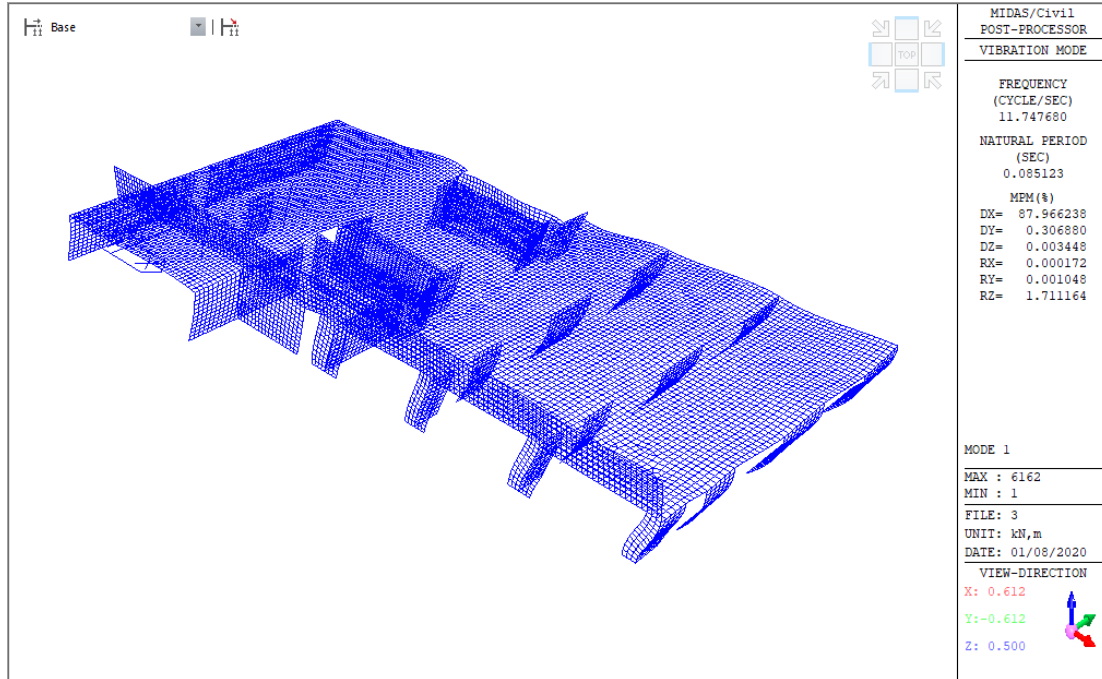 Base
TOP
MIDAS/Civil
POST-PROCESSOR
VIBRATION MODE
FREQUENCY
(CYCLE/SEC)
11.747680
NATURAL PERIOD
(SEC)
0.085123
MPM(%)
DX= 87.966238
DY= 0.306880
DZ= 0.003448
RX= 0.000172
RY= 0.001048
RZ= 1.711164
MODE 1
MAX : 6162
MIN : 1
FILE: 3
UNIT: kN,m
DATE: 01/08/2020
VIEW-DIRECTION
X: 0.612
Y:-0.612
Z: 0.500